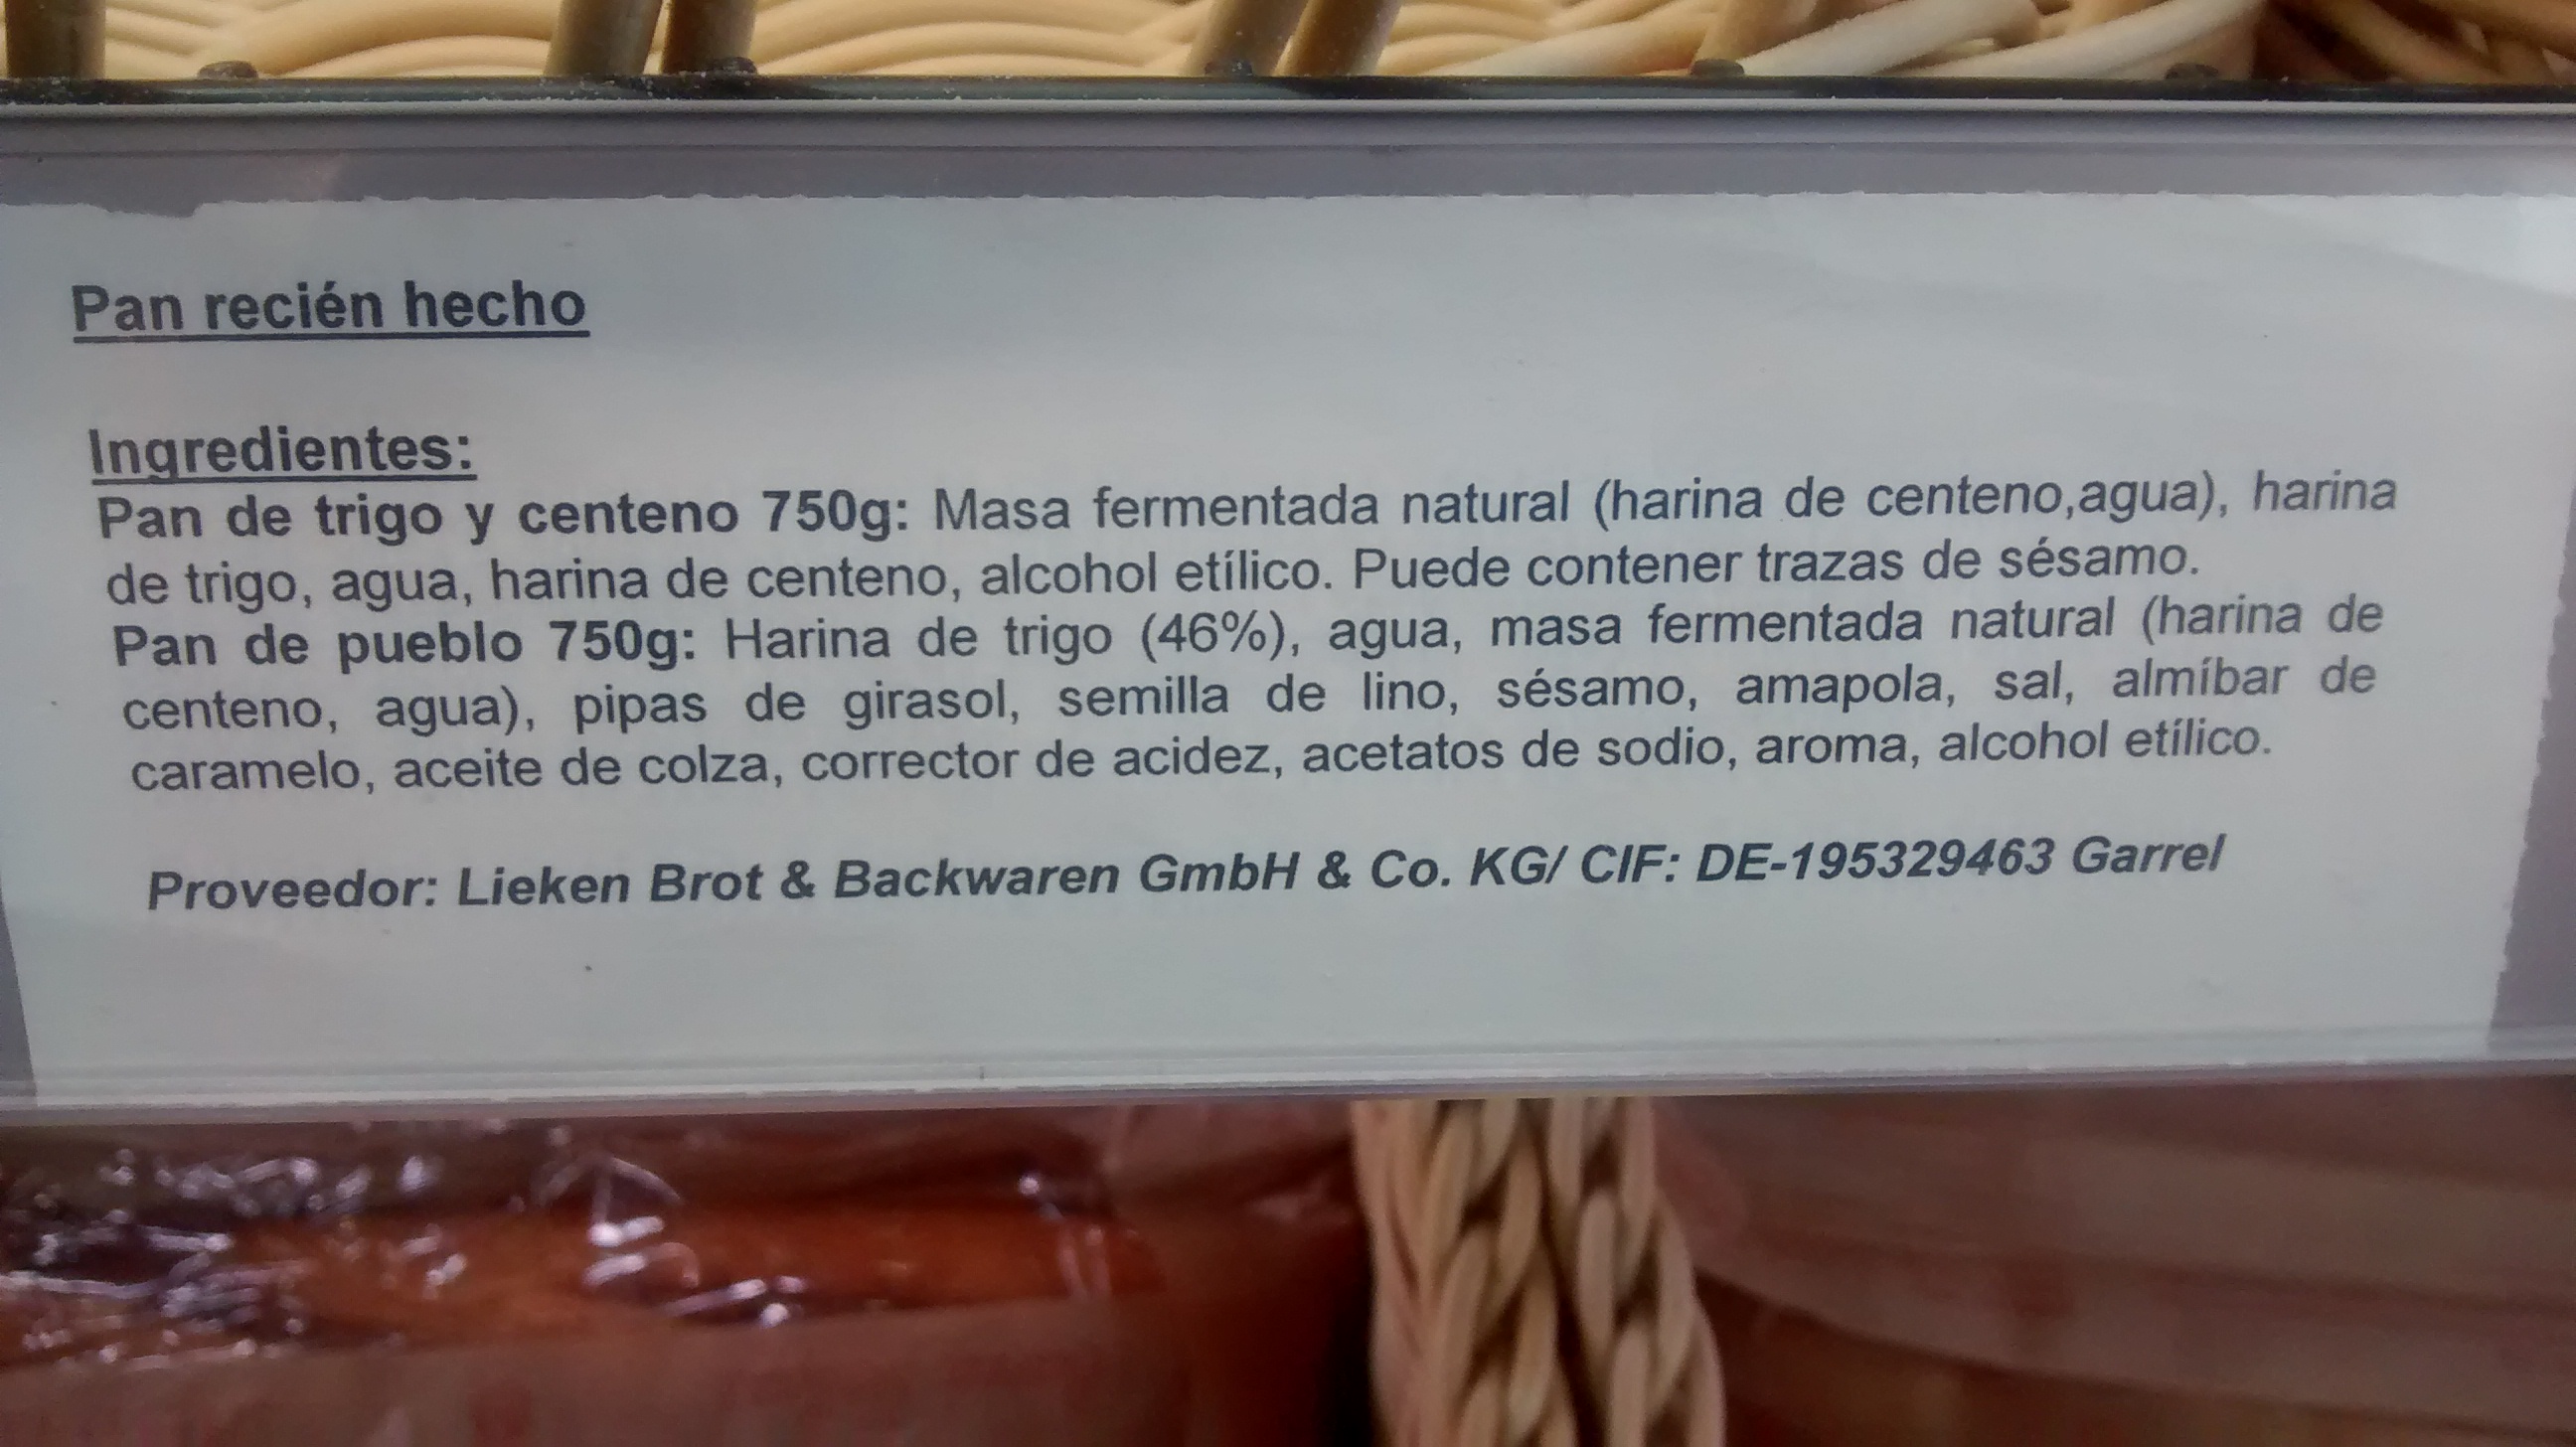 Pan recién hecho
Ingredientes:
Pan de trigo y centeno 750g: Masa fermentada natural (harina de centeno,agua), harina
de trigo, agua, harina de centeno, alcohol etílico. Puede contener trazas de sésamo.
Pan de pueblo 750g: Harina de trigo (46%), agua, masa fermentada natural (harina de
centeno, agua), pipas de girasol, semilla de lino, sésamo, amapola, sal, almíbar de
caramelo, aceite de colza, corrector de acidez, acetatos de sodio, aroma, alcohol etílico.
Proveedor: Lieken Brot & Backwaren GmbH & Co. KG/ CIF: DE-195329463 Garrel